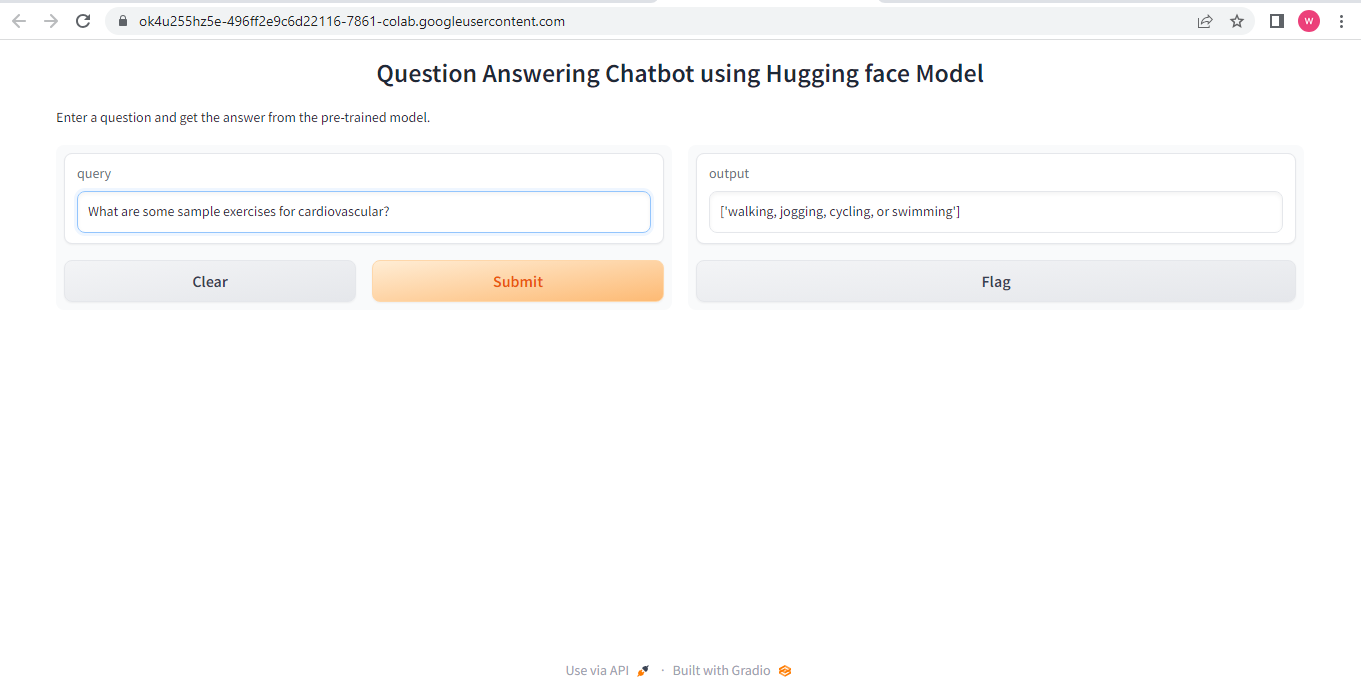 ok4u255hz5e-496ff2e9c6d22116-7861-colab.googleusercontent.com
W
Question Answering Chatbot using Hugging face Model
Enter a question and get the answer from the pre-trained model.
query
What are some sample exercises for cardiovascular?
Clear
Submit
output
['walking, jogging, cycling, or swimming']
Flag
Use via API · Built with Gradio